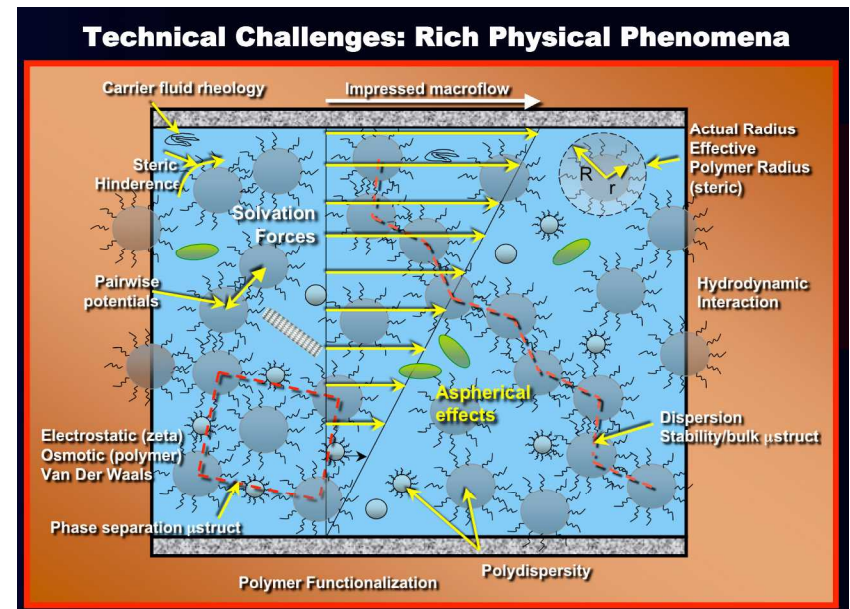 Technical Challenges: Rich Physical Phenomena
Carrier fluid rheology
Impressed macroflow
Steric
Hinderence
Solvation
Forces
R
r
Actual Radius
Effective
Polymer Radius
(steric)
Pairwise
potentials
Hydrodynamic
Interaction
Aspherical
effects
Electrostatic (zeta)
Osmotic (polymer)
Van Der Waals
Dispersion
Stability/bulk μstruct
Phase separation μstruct
Polymer Functionalization
Polydispersity